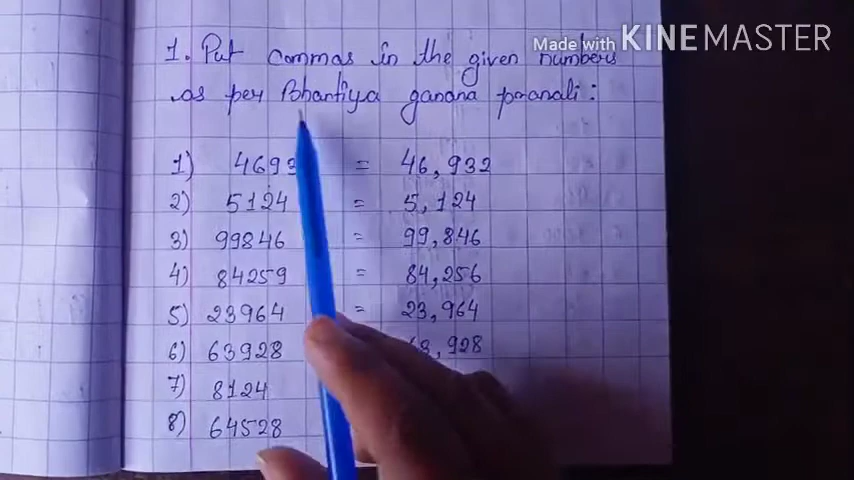 Made with KINEMASTER
1. Put commas in the given numbers
as per Bhartiya ganana pranali :
1) 4693 = 46,932
2) 5124 = 5,124
3) 99846 = 99,846
4) 84259 = 84,256
5) 23964 = 23,964
6) 63928 ,928
7) 8124
8) 64528